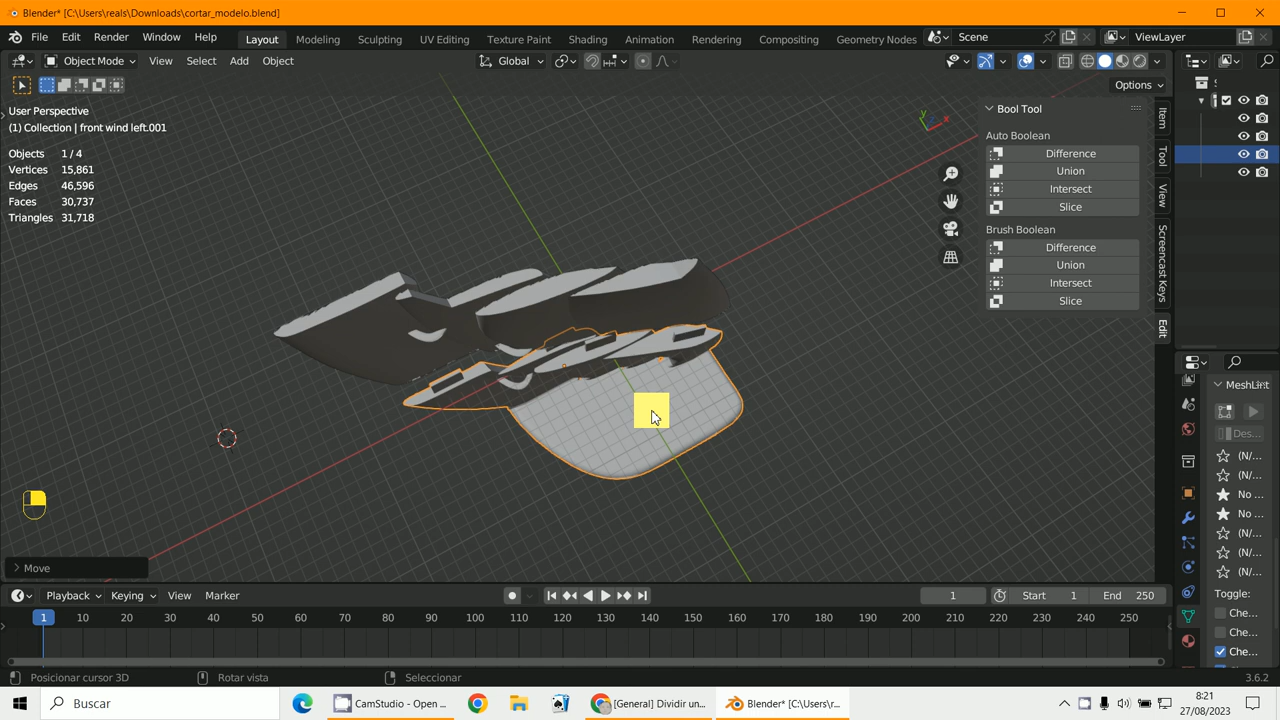 Blender* [C:\Users\reals\Downloads\cortar_modelo.blend]
File Edit Render Window Help Layout Modeling Sculpting UV Editing Texture Paint Shading Animation Rendering Compositing Geometry Nodes Scene ViewLayer
Object Mode View Select Add Object Global
Options
User Perspective
(1) Collection | front wind left.001
Objects 1 / 4
Vertices 15,861
Edges 46,596
Faces 30,737
Triangles 31,718
Y X
Bool Tool
Auto Boolean
Difference
Union
Intersect
Slice
Brush Boolean
Difference
Union
Intersect
Slice
Item
Tool
View
Screencast Keys
Edit
MeshLint
Des...
(N/...
(N/...
No ...
No ...
(N/...
(N/...
(N/...
Toggle:
Che...
Che...
Che...
Move
Playback Keying View Marker 1 Start 1 End 250
1 10 20 30 40 50 60 70 80 90 100 110 120 130 140 150 160 170 180 190 200 210 220 230 240 250
Posicionar cursor 3D Rotar vista Seleccionar 3.6.2
Buscar CamStudio - Open ... [General] Dividir un... Blender* [C:\Users\r... 8:21
27/08/2023